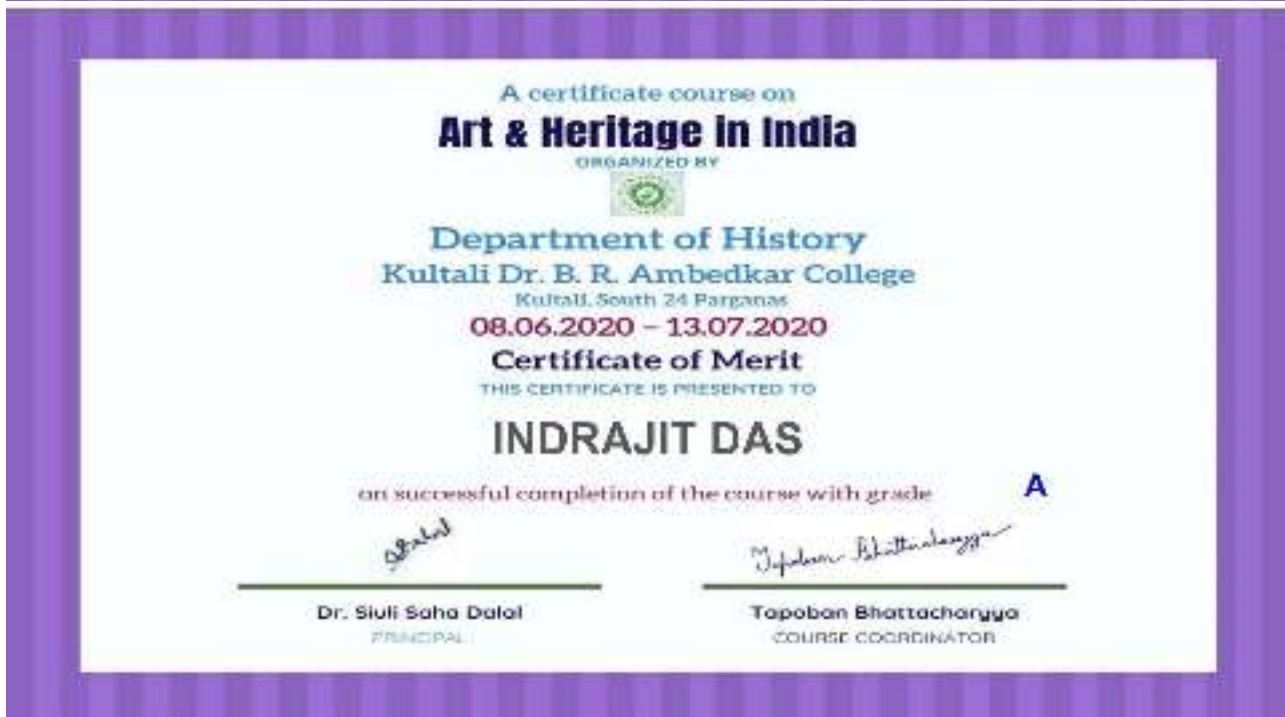 A certificate course on
Art & Heritage in India
ORGANIZED BY
Department of History
Kultali Dr. B. R. Ambedkar College
Kultali, South 24 Parganas
08.06.2020 – 13.07.2020
Certificate of Merit
THIS CERTIFICATE IS PRESENTED TO
INDRAJIT DAS
on successful completion of the course with grade A
Tapoban Bhattacharyya
Dr. Siuli Saha Dalal
Tapoban Bhattacharyya
PRINCIPAL
COURSE COORDINATOR